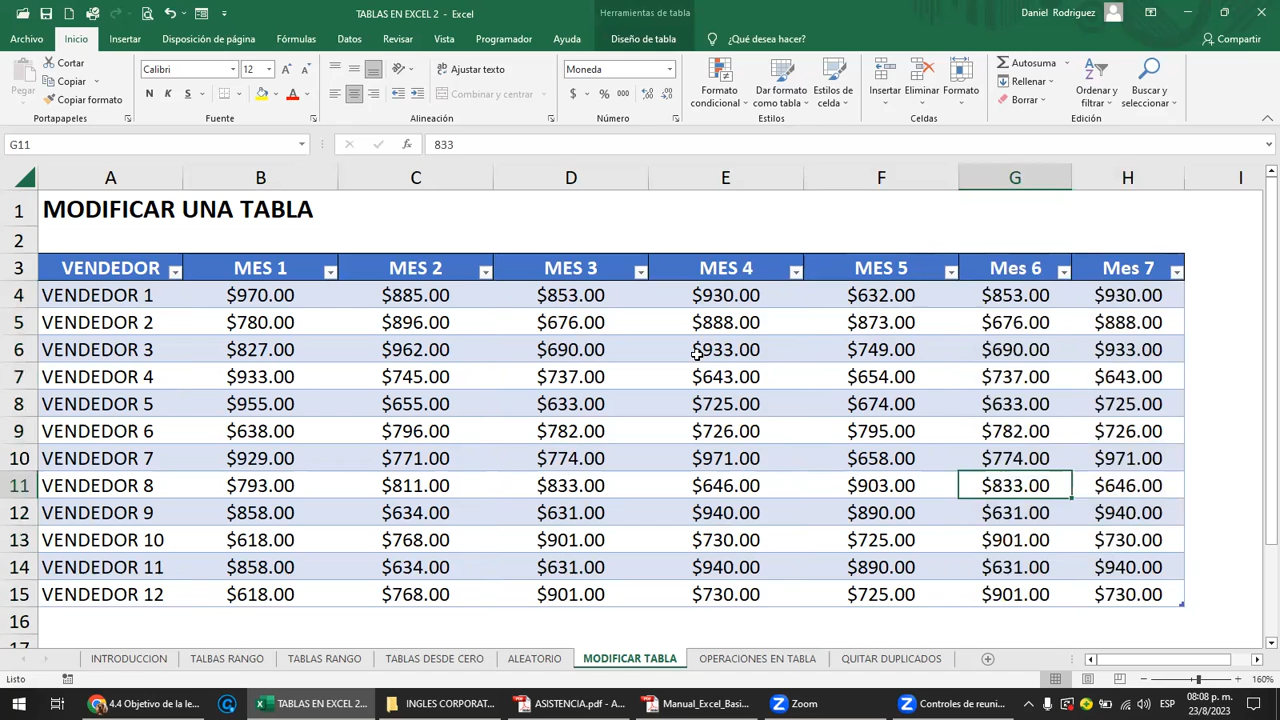 TABLAS EN EXCEL 2 - Excel
Herramientas de tabla
Daniel Rodriguez
Archivo Inicio Insertar Disposición de página Fórmulas Datos Revisar Vista Programador Ayuda Diseño de tabla ¿Qué desea hacer? Compartir
Pegar
Cortar
Copiar
Copiar formato
Portapapeles
Calibri 12
N K S
Fuente
Ajustar texto
Combinar y centrar
Alineación
Moneda
$ % 000
Número
Formato condicional
Dar formato como tabla
Estilos de celda
Estilos
Insertar Eliminar Formato
Celdas
Autosuma
Rellenar
Borrar
Ordenar y filtrar
Buscar y seleccionar
Edición
G11 fx 833
A B C D E F G H I
1 MODIFICAR UNA TABLA
2
3 VENDEDOR MES 1 MES 2 MES 3 MES 4 MES 5 Mes 6 Mes 7
4 VENDEDOR 1 $970.00 $885.00 $853.00 $930.00 $632.00 $853.00 $930.00
5 VENDEDOR 2 $780.00 $896.00 $676.00 $888.00 $873.00 $676.00 $888.00
6 VENDEDOR 3 $827.00 $962.00 $690.00 $933.00 $749.00 $690.00 $933.00
7 VENDEDOR 4 $933.00 $745.00 $737.00 $643.00 $654.00 $737.00 $643.00
8 VENDEDOR 5 $955.00 $655.00 $633.00 $725.00 $674.00 $633.00 $725.00
9 VENDEDOR 6 $638.00 $796.00 $782.00 $726.00 $795.00 $782.00 $726.00
10 VENDEDOR 7 $929.00 $771.00 $774.00 $971.00 $658.00 $774.00 $971.00
11 VENDEDOR 8 $793.00 $811.00 $833.00 $646.00 $903.00 $833.00 $646.00
12 VENDEDOR 9 $858.00 $634.00 $631.00 $940.00 $890.00 $631.00 $940.00
13 VENDEDOR 10 $618.00 $768.00 $901.00 $730.00 $725.00 $901.00 $730.00
14 VENDEDOR 11 $858.00 $634.00 $631.00 $940.00 $890.00 $631.00 $940.00
15 VENDEDOR 12 $618.00 $768.00 $901.00 $730.00 $725.00 $901.00 $730.00
16
17
INTRODUCCION TALBAS RANGO TABLAS RANGO TABLAS DESDE CERO ALEATORIO MODIFICAR TABLA OPERACIONES EN TABLA QUITAR DUPLICADOS
Listo 160%
4.4 Objetivo de la le... TABLAS EN EXCEL 2... INGLES CORPORAT... ASISTENCIA.pdf - A... Manual_Excel_Basi... Zoom Controles de reuni... ESP 08:08 p. m.
23/8/2023